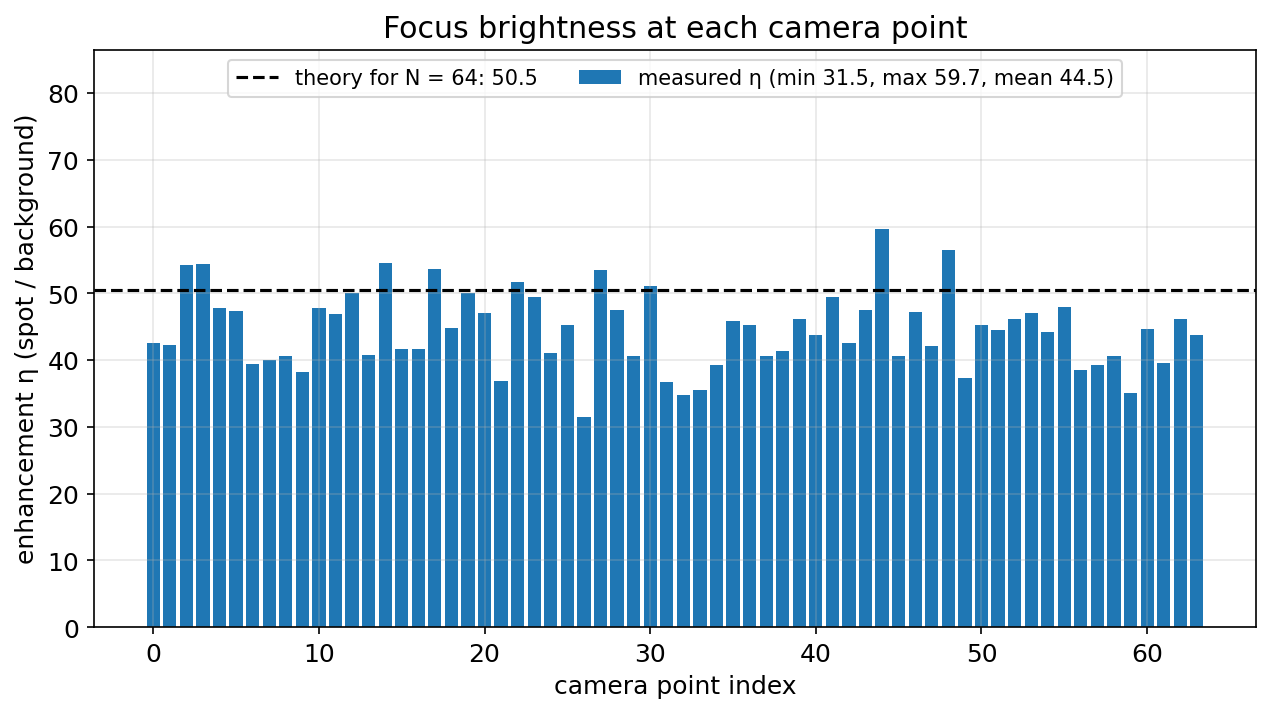 Focus brightness at each camera point
theory for N = 64: 50.5
measured η (min 31.5, max 59.7, mean 44.5)
enhancement η (spot / background)
80
70
60
50
40
30
20
10
0
0 10 20 30 40 50 60
camera point index